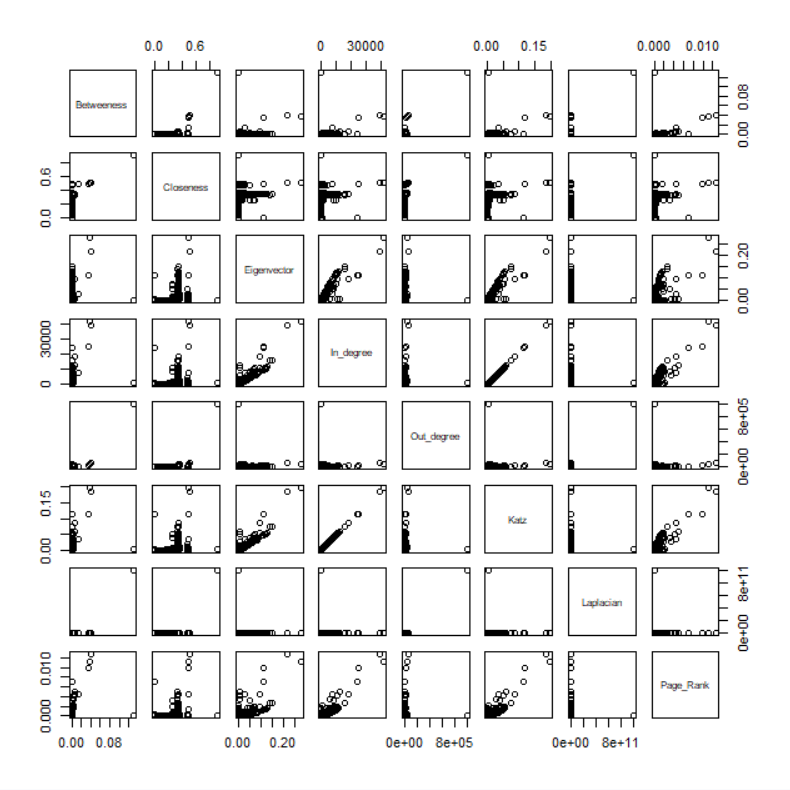 0.0 0.6 0 30000 0.00 0.15 0.000 0.010
Betweeness 0.00 0.08
0.0 0.6 Closeness
Eigenvector 0.00 0.20
0 30000 In_degree
Out_degree 0e+00 8e+05
0.00 0.15 Katz
Laplacian 0e+00 8e+11
0.000 0.010 Page_Rank
0.00 0.08 0.00 0.20 0e+00 8e+05 0e+00 8e+11